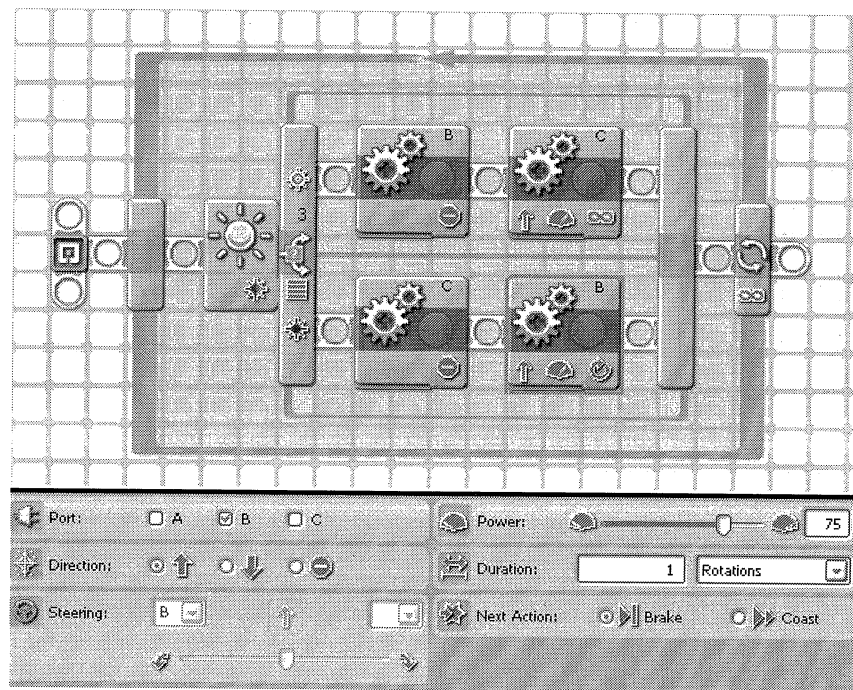 B
C
3
C
B
Port:
A
B
C
Power:
75
Direction:
Duration:
1
Rotations
Steering:
B
Next Action:
Brake
Coast